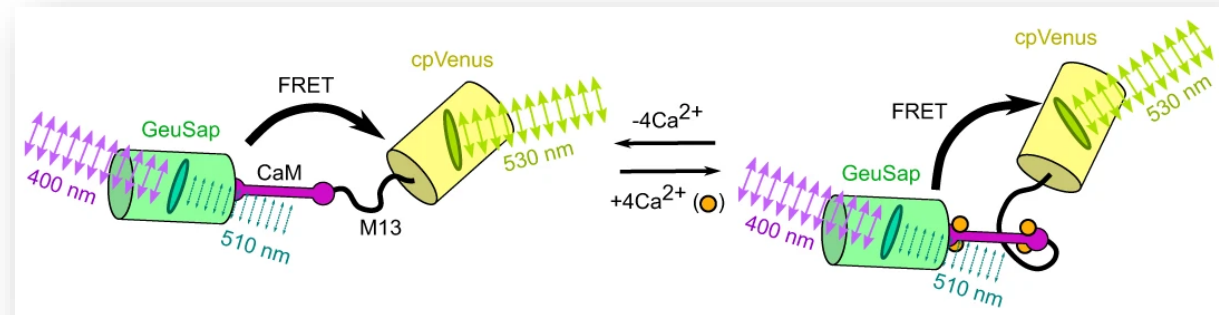 cpVenus
FRET
GeuSap
400 nm
CaM
510 nm
M13
530 nm
-4Ca2+
+4Ca2+ ( )
cpVenus
FRET
530 nm
GeuSap
400 nm
510 nm